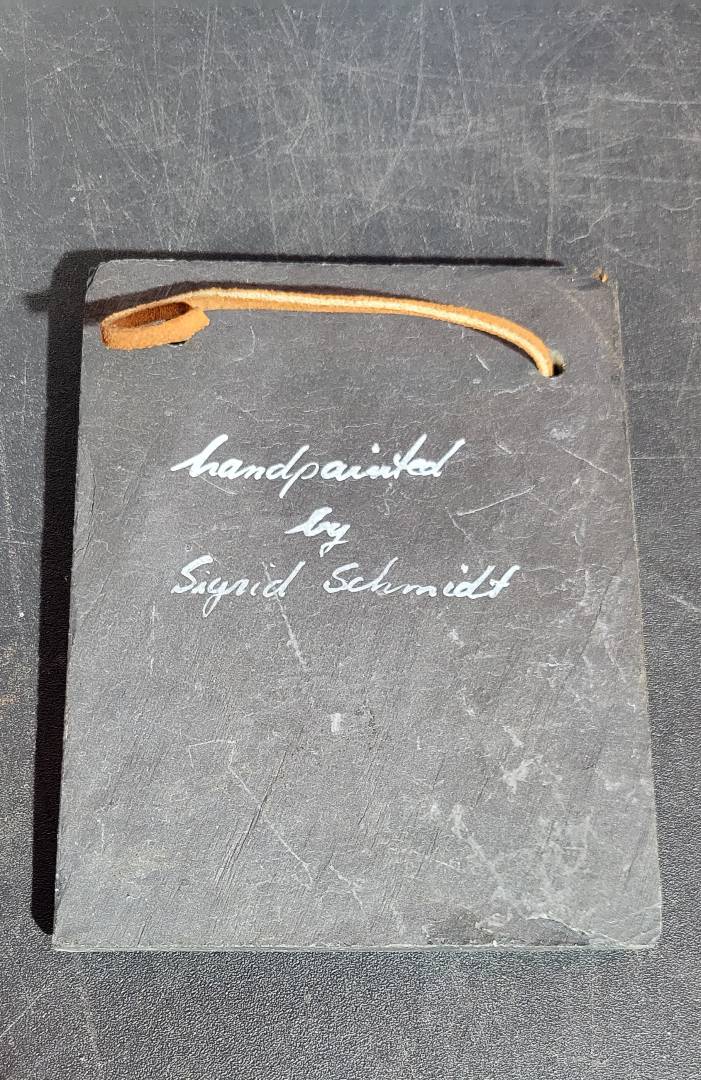 handpainted
by
Sigrid Schmidt